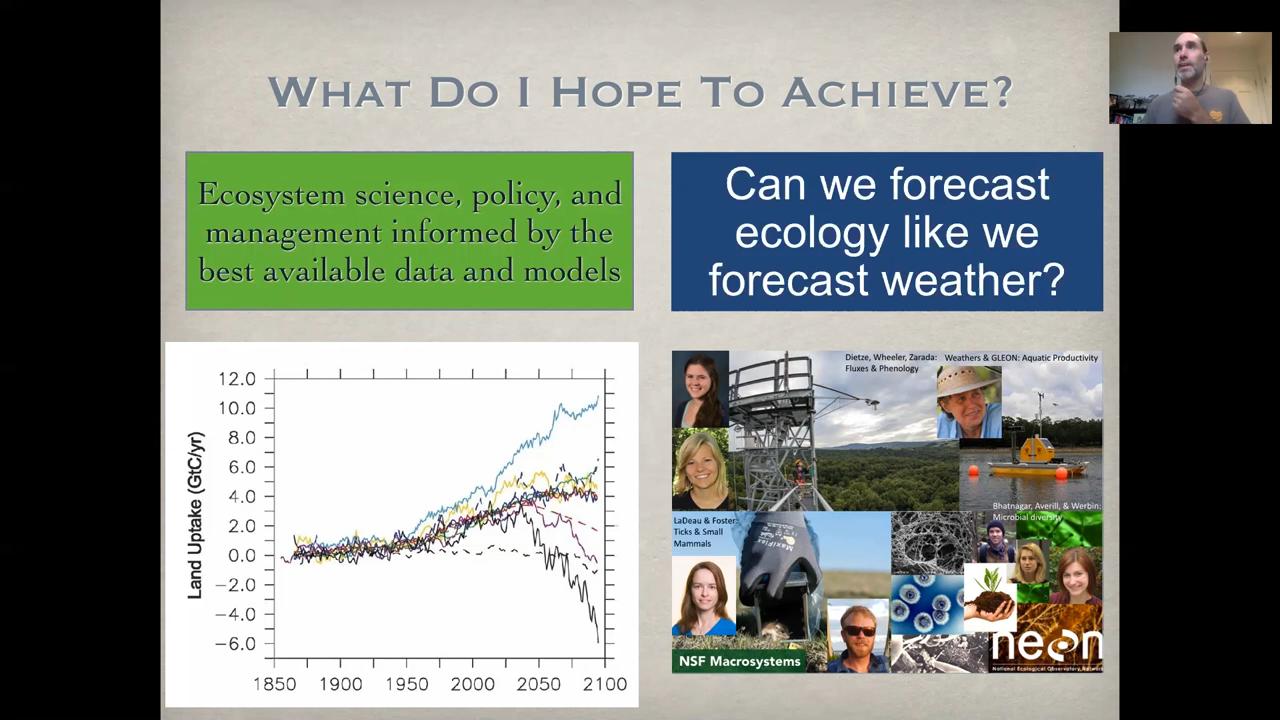 WHAT DO I HOPE TO ACHIEVE?
Ecosystem science, policy, and
management informed by the
best available data and models
Can we forecast
ecology like we
forecast weather?
12.0
10.0
8.0
6.0
4.0
2.0
0.0
−2.0
−4.0
−6.0
Land Uptake (GtC/yr)
1850 1900 1950 2000 2050 2100
Dietze, Wheeler, Zarada:
Fluxes & Phenology
Weathers & GLEON: Aquatic Productivity
LaDeau & Foster:
Ticks & Small
Mammals
Bhatnagar, Averill, & Werbin:
Microbial diversity
MaxiFlex
NSF Macrosystems
neon
National Ecological Observatory Network